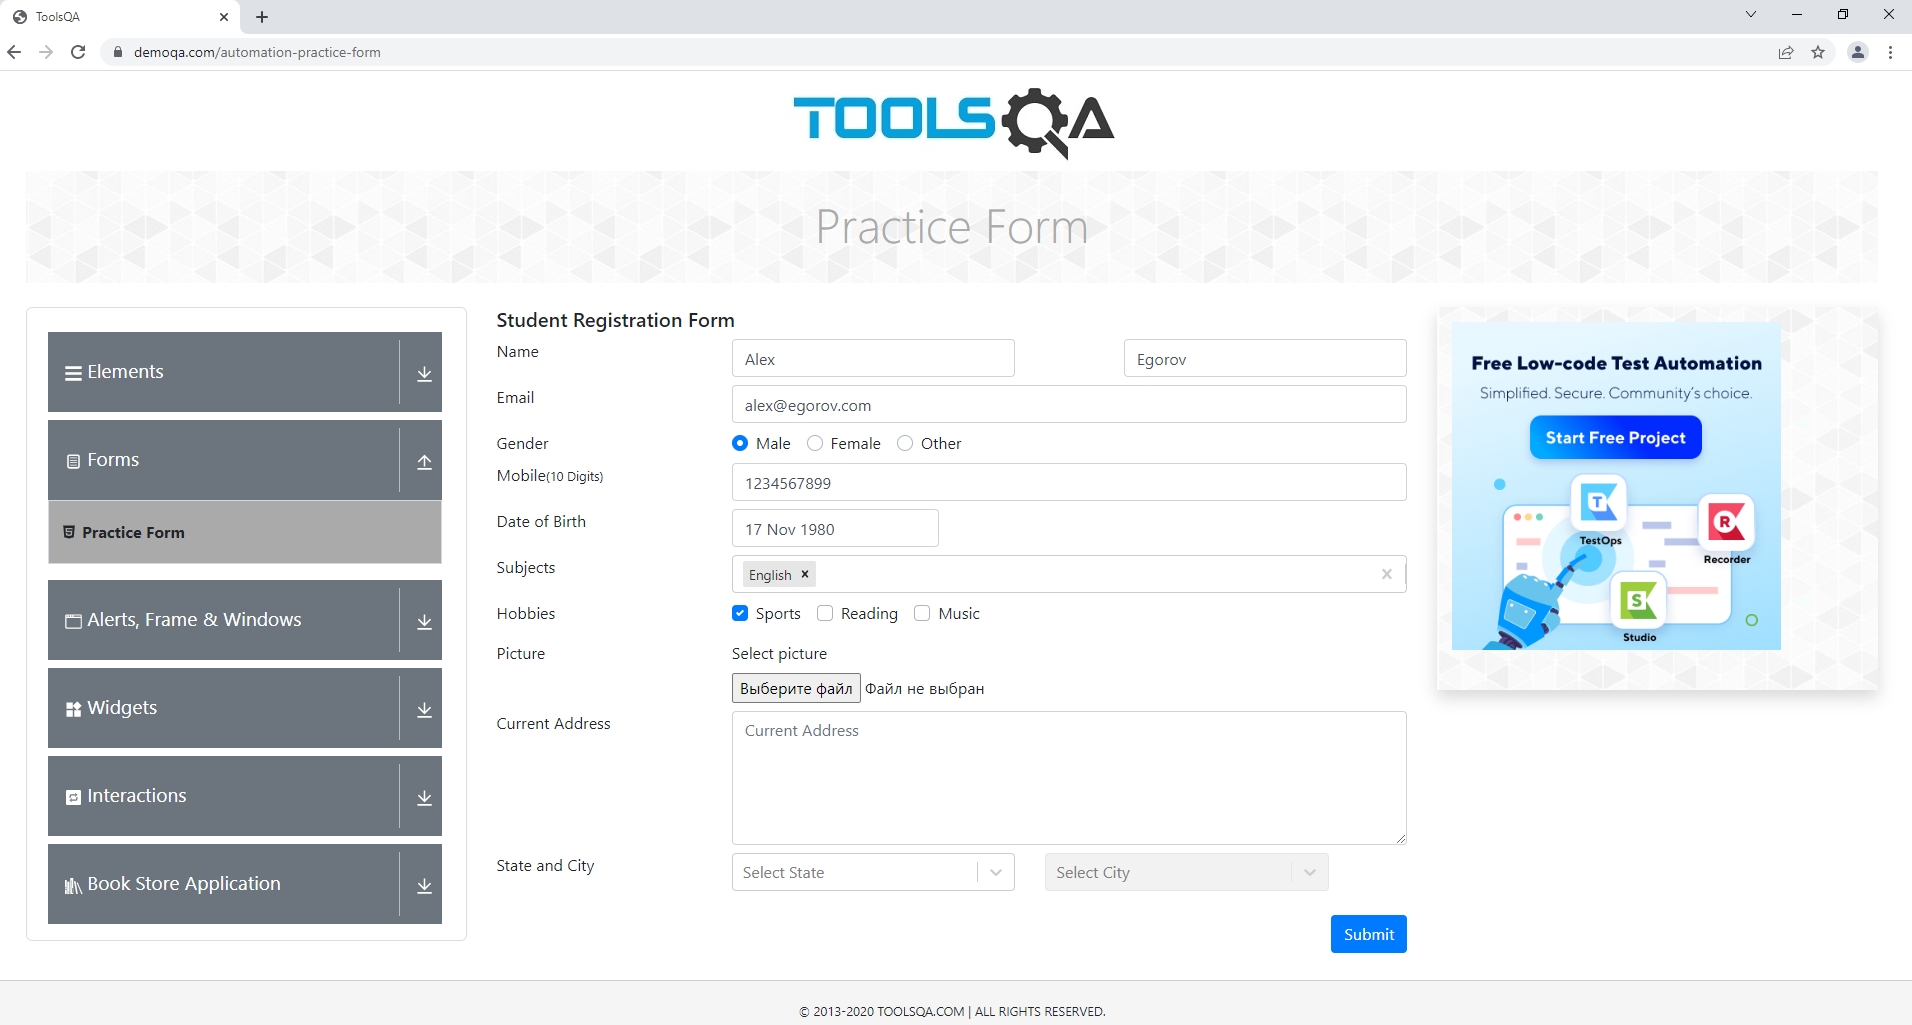 ToolsQA
demoqa.com/automation-practice-form
TOOLSQA
Practice Form
Elements
Forms
Practice Form
Alerts, Frame & Windows
Widgets
Interactions
Book Store Application
Student Registration Form
Name
Alex
Egorov
Email
alex@egorov.com
Gender
Male
Female
Other
Mobile(10 Digits)
1234567899
Date of Birth
17 Nov 1980
Subjects
English
Hobbies
Sports
Reading
Music
Picture
Select picture
Выберите файл Файл не выбран
Current Address
Current Address
State and City
Select State
Select City
Submit
Free Low-code Test Automation
Simplified. Secure. Community's choice.
Start Free Project
T
TestOps
R
Recorder
S
Studio
© 2013-2020 TOOLSQA.COM | ALL RIGHTS RESERVED.